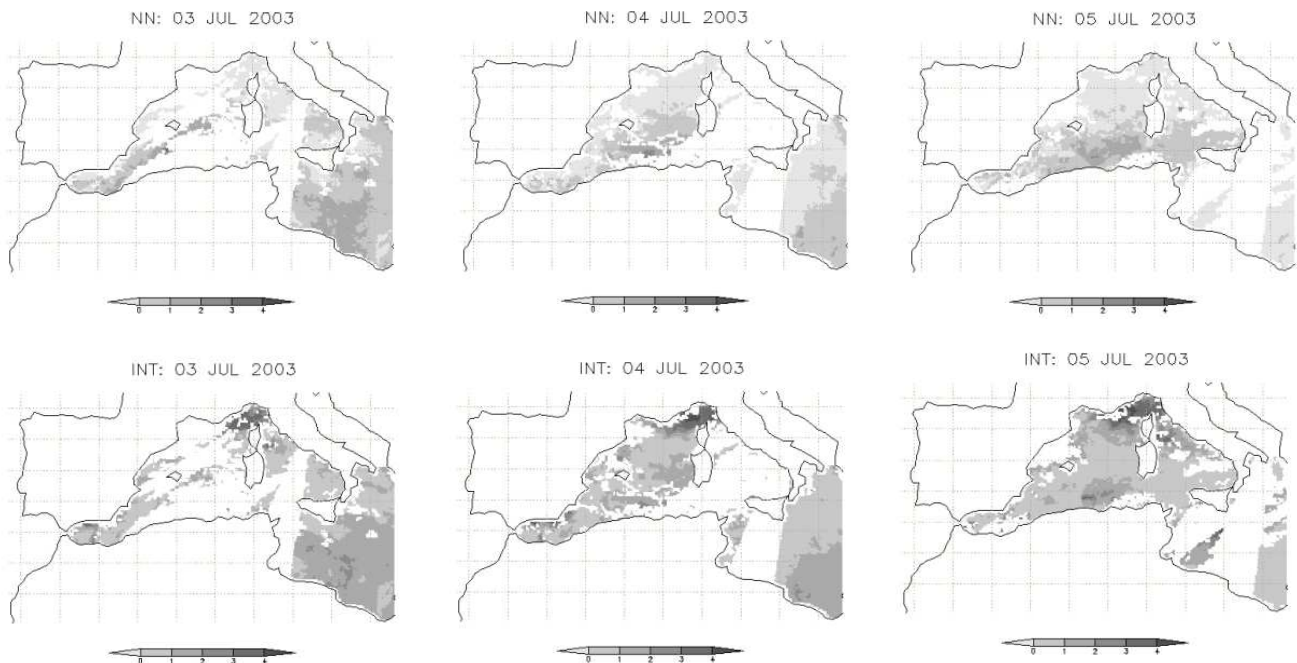 NN: 03 JUL 2003
NN: 04 JUL 2003
NN: 05 JUL 2003
0 1 2 3 4
0 1 2 3 4
0 1 2 3 4
INT: 03 JUL 2003
INT: 04 JUL 2003
INT: 05 JUL 2003
0 1 2 3 4
0 1 2 3 4
0 1 2 3 4